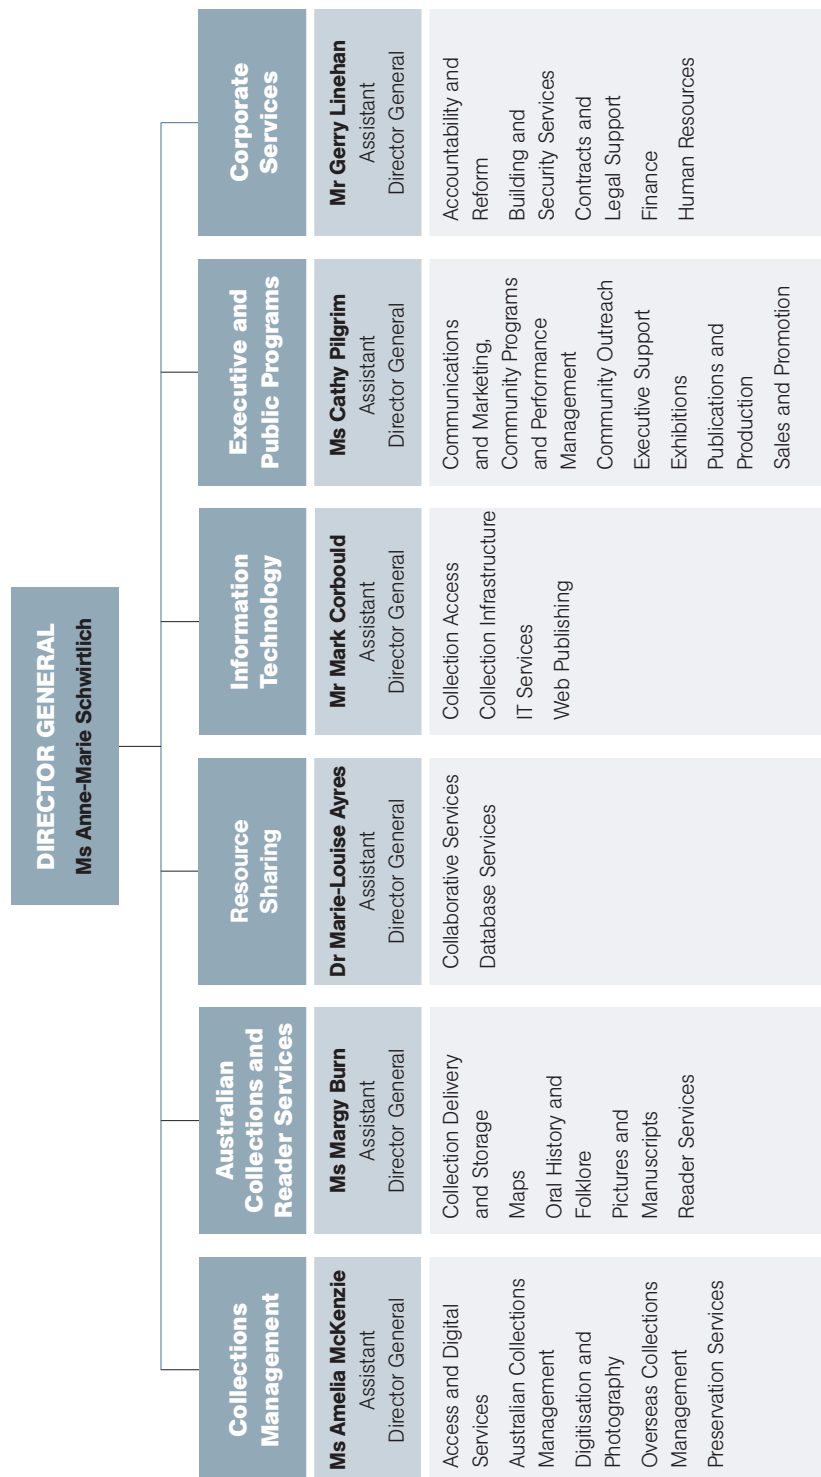 DIRECTOR GENERAL
Ms Anne-Marie Schwirtlich
Collections
Management
Ms Amelia McKenzie
Assistant
Director General
Access and Digital
Services
Australian Collections
Management
Digitisation and
Photography
Overseas Collections
Management
Preservation Services
Australian
Collections and
Reader Services
Ms Margy Burn
Assistant
Director General
Collection Delivery
and Storage
Maps
Oral History and
Folklore
Pictures and
Manuscripts
Reader Services
Resource
Sharing
Dr Marie-Louise Ayres
Assistant
Director General
Collaborative Services
Database Services
Information
Technology
Mr Mark Corbould
Assistant
Director General
Collection Access
Collection Infrastructure
IT Services
Web Publishing
Executive and
Public Programs
Ms Cathy Pilgrim
Assistant
Director General
Communications
and Marketing,
Community Programs
and Performance
Management
Community Outreach
Executive Support
Exhibitions
Publications and
Production
Sales and Promotion
Corporate
Services
Mr Gerry Linehan
Assistant
Director General
Accountability and
Reform
Building and
Security Services
Contracts and
Legal Support
Finance
Human Resources